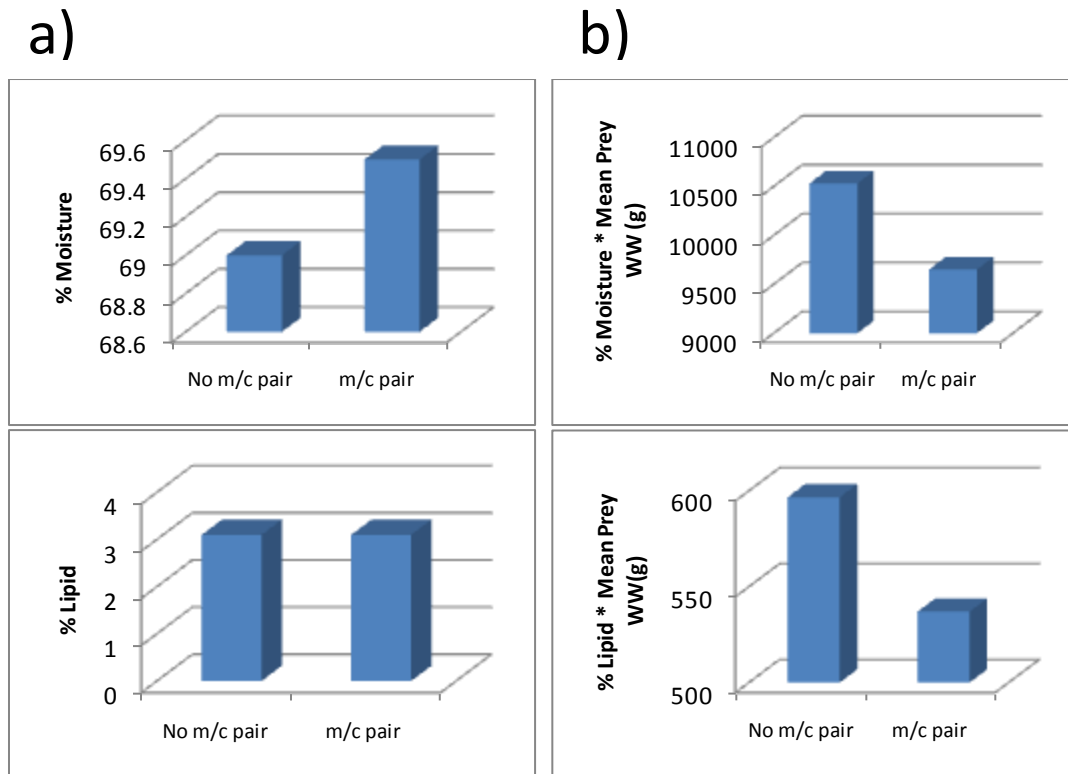 a)
% Moisture
69.6
69.4
69.2
69
68.8
68.6
No m/c pair
m/c pair
% Lipid
4
3
2
1
0
No m/c pair
m/c pair
b)
% Moisture * Mean Prey
WW (g)
11000
10500
10000
9500
9000
No m/c pair
m/c pair
% Lipid * Mean Prey
WW(g)
600
550
500
No m/c pair
m/c pair